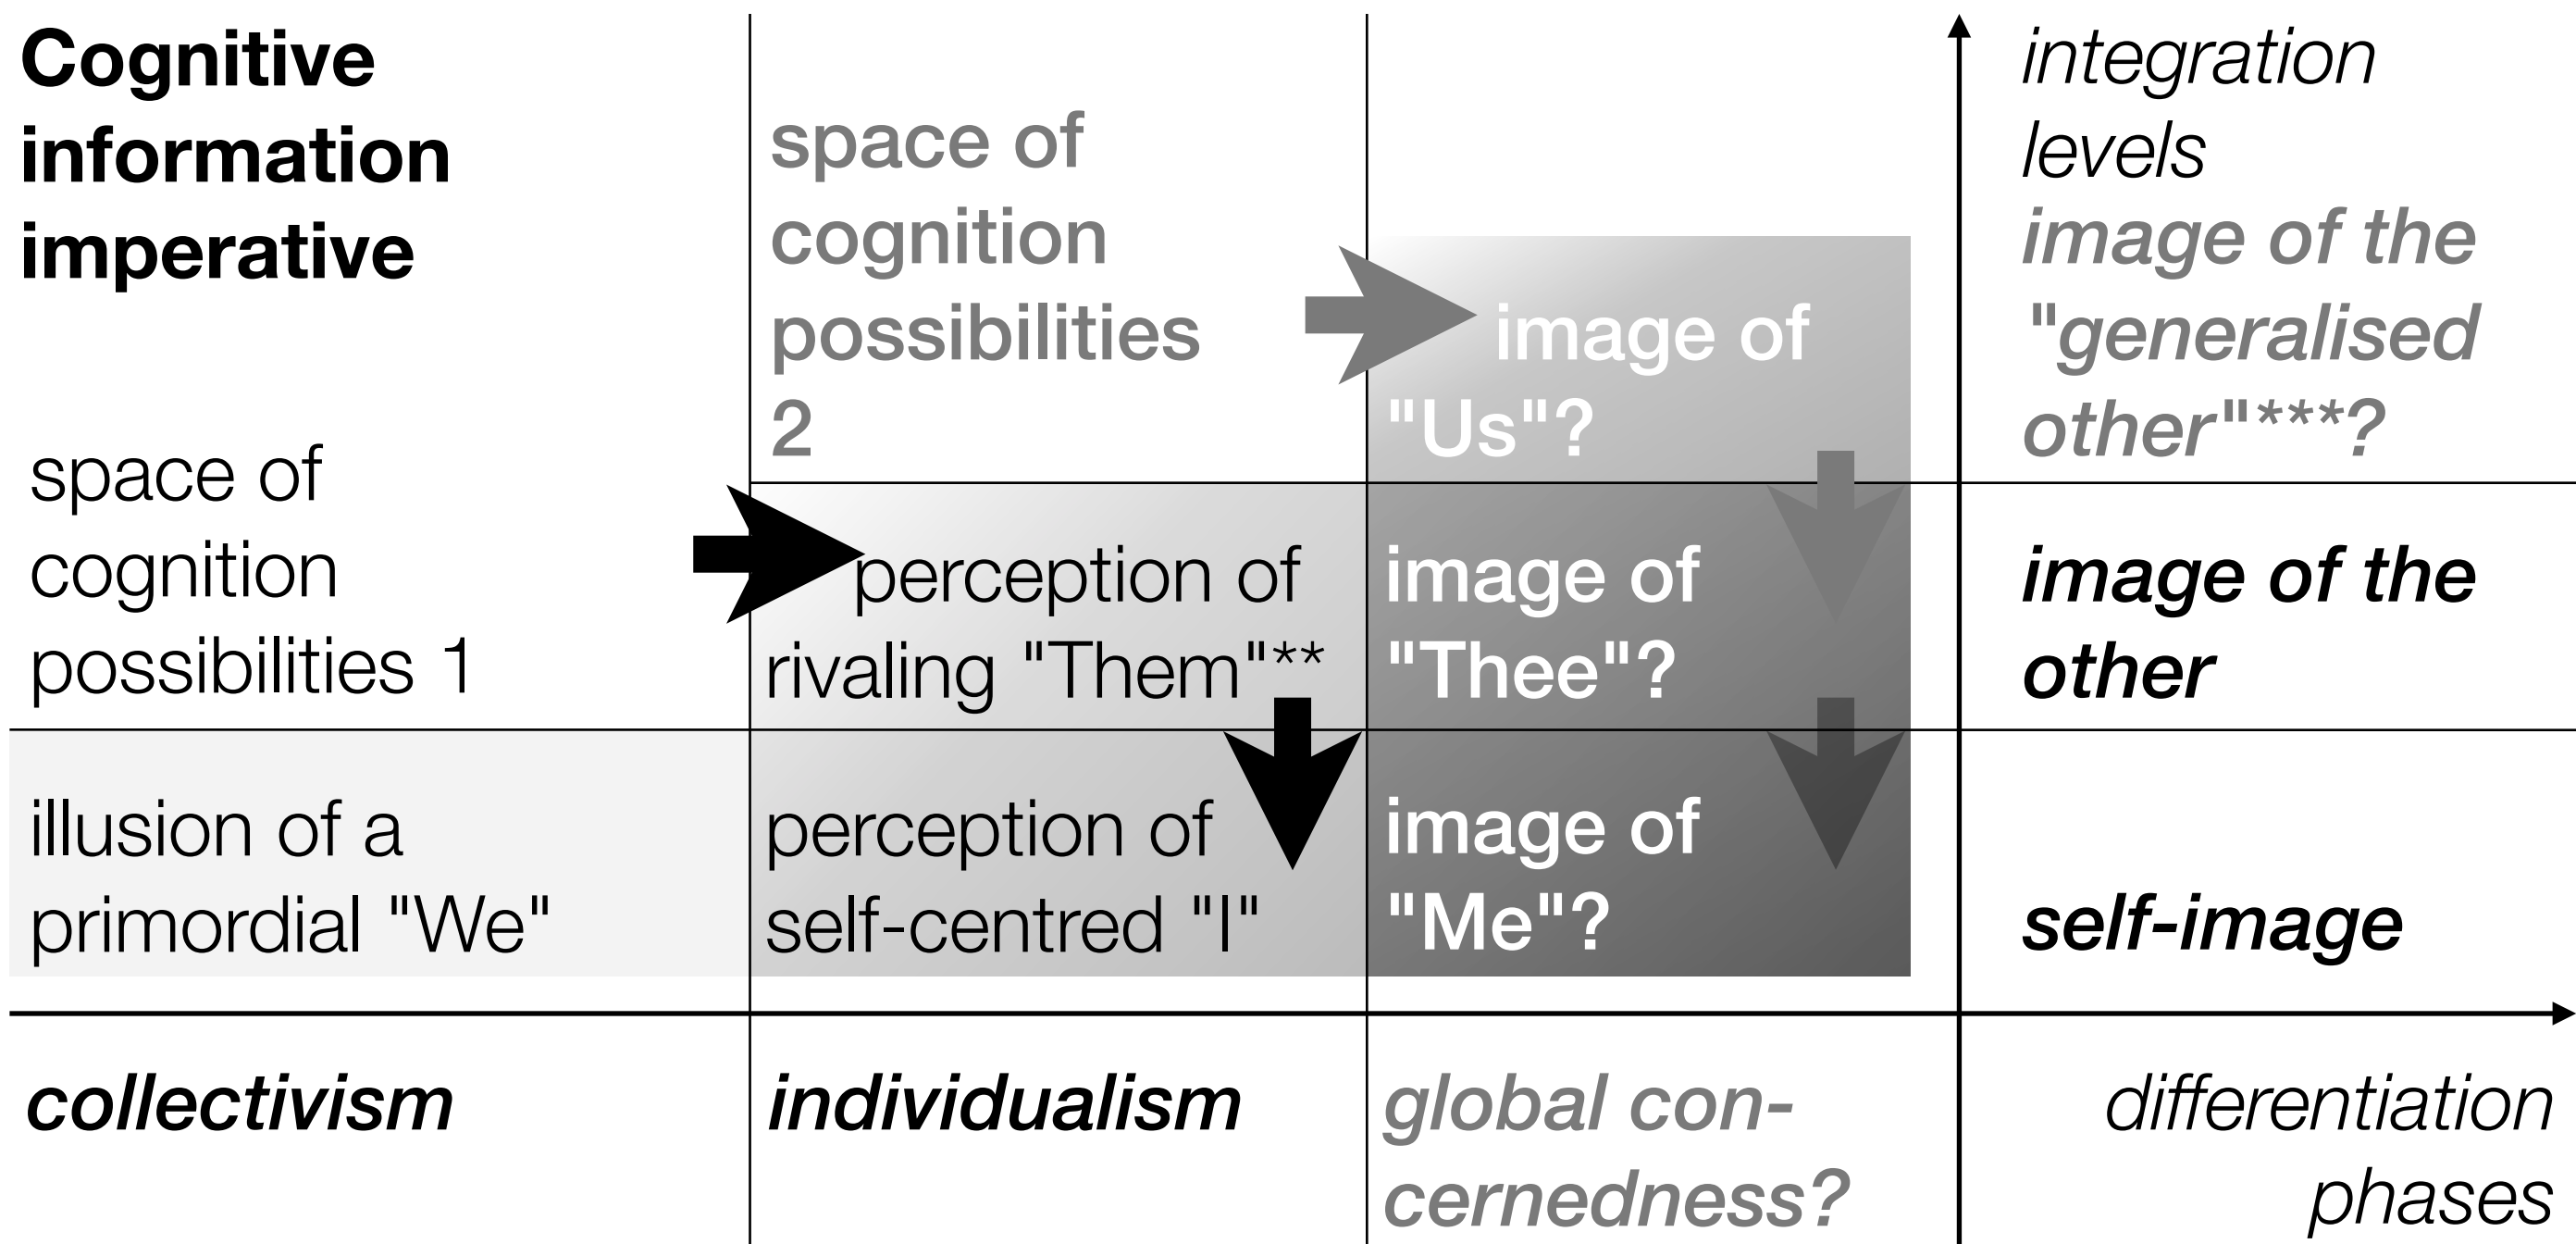 Cognitive
information
imperative
space of
cognition
possibilities
2
integration
levels
image of the
"generalised
other"***?
image of
"Us"?
space of
cognition
possibilities 1
perception of
rivaling "Them"**
image of
"Thee"?
image of the
other
illusion of a
primordial "We"
perception of
self-centred "I"
image of
"Me"?
self-image
collectivism
individualism
global con-
cernedness?
differentiation
phases